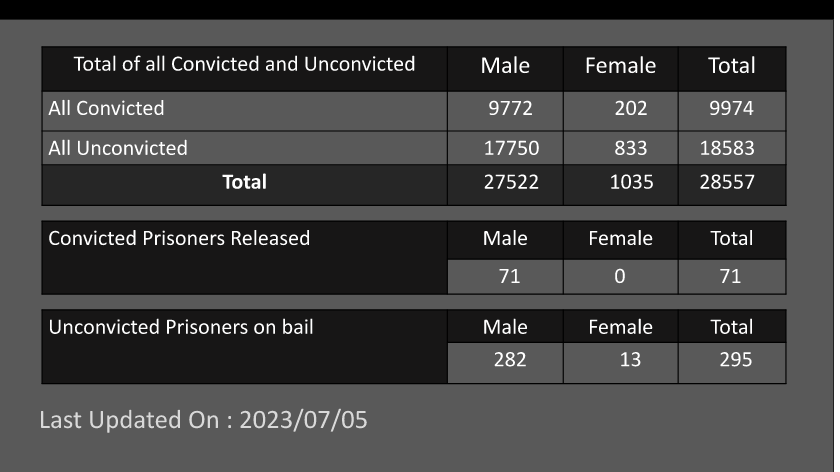 Total of all Convicted and Unconvicted Male Female Total
All Convicted 9772 202 9974
All Unconvicted 17750 833 18583
Total 27522 1035 28557
Convicted Prisoners Released Male Female Total
71 0 71
Unconvicted Prisoners on bail Male Female Total
282 13 295
Last Updated On : 2023/07/05